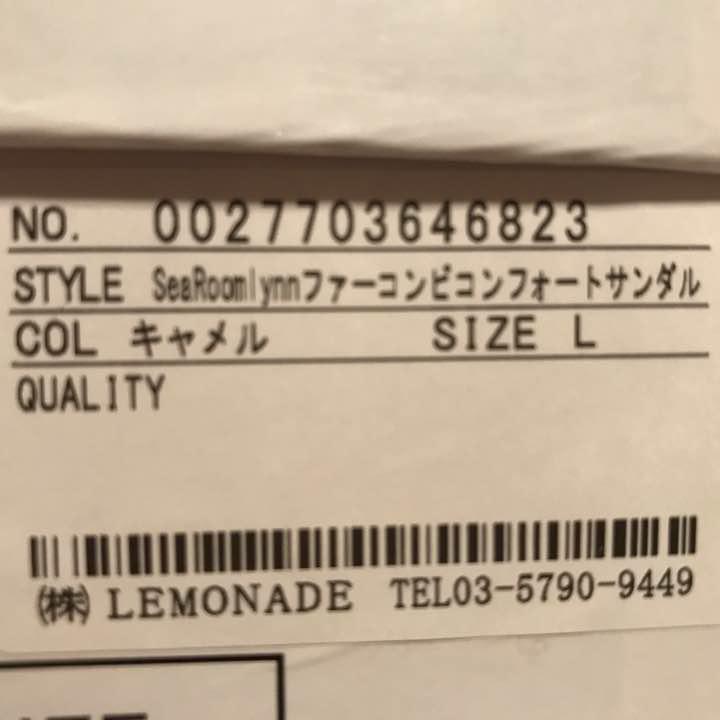 NO. 0027703646823
STYLE SeaRoomlynnファーコンビコンフォートサンダル
COL キャメル SIZE L
QUALITY
㈱ LEMONADE TEL03-5790-9449